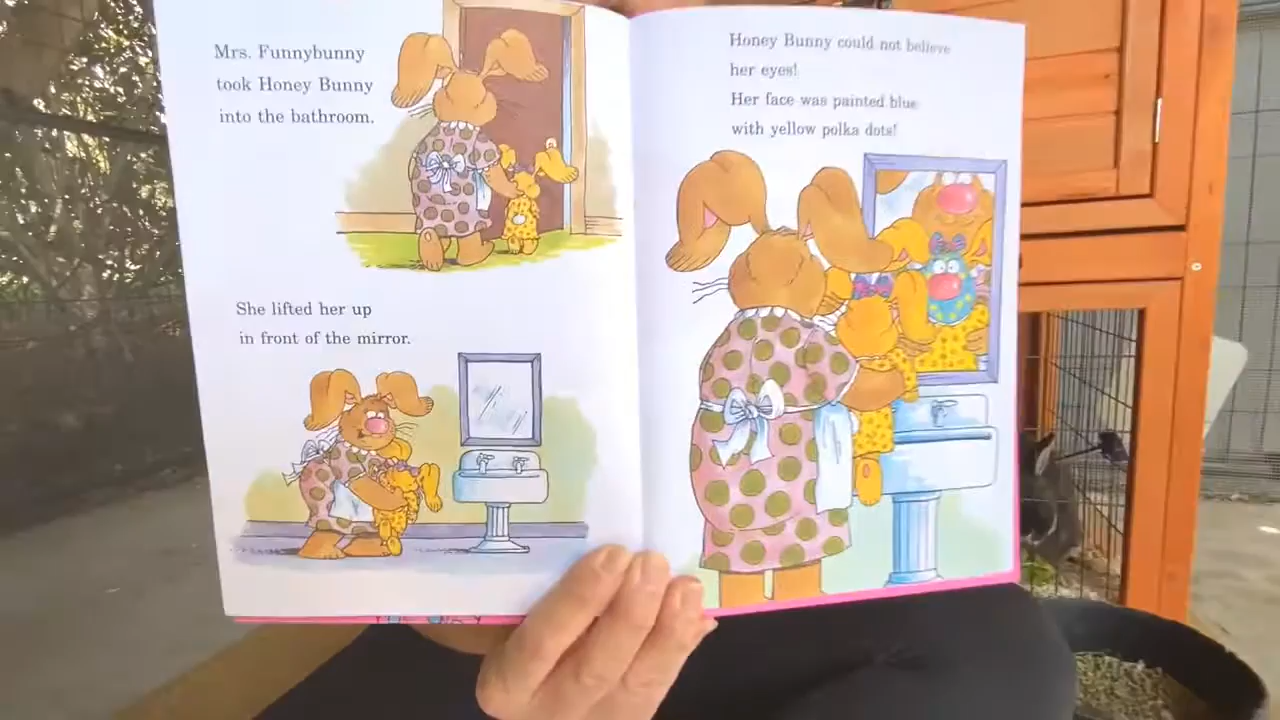 Mrs. Funnybunny
took Honey Bunny
into the bathroom.
She lifted her up
in front of the mirror.
Honey Bunny could not believe
her eyes!
Her face was painted blue
with yellow polka dots!